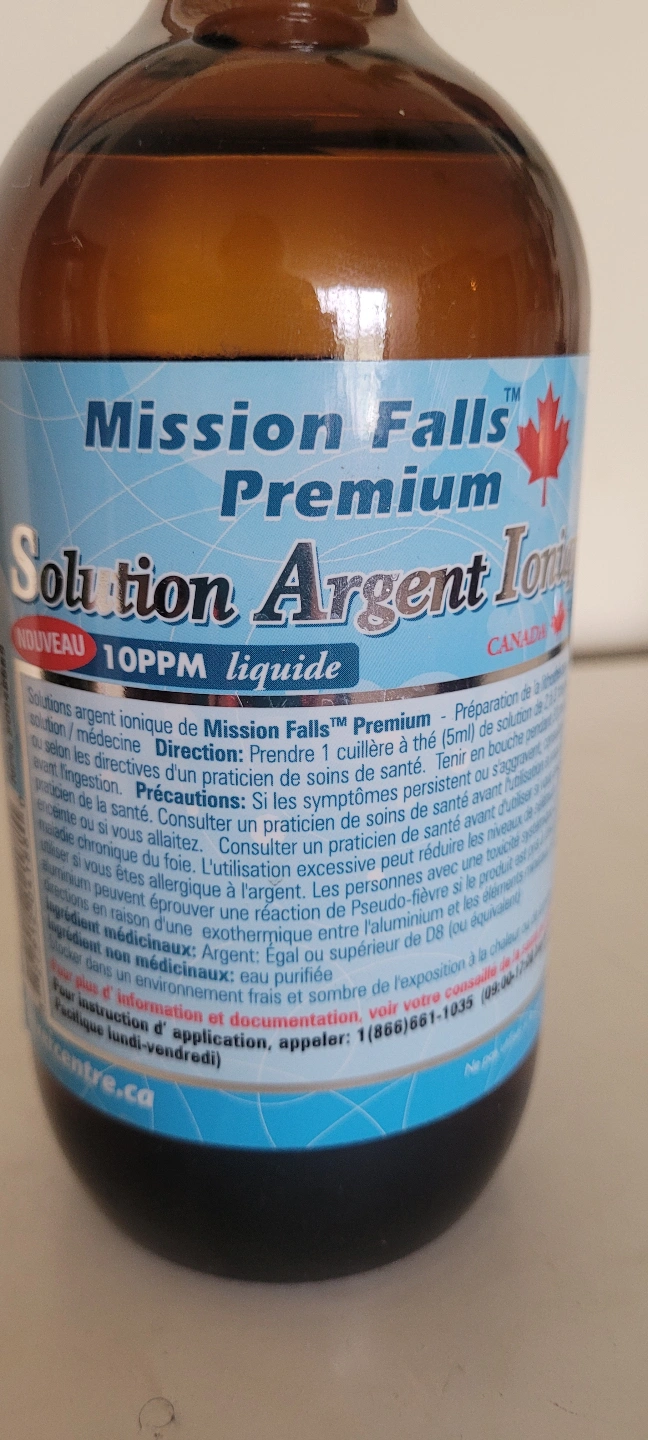 Mission Falls™
Premium
Solution Argent
CANADA
NOUVEAU 10PPM liquide
Solutions argent ionique de Mission Falls™ Premium - Préparation de la
solution / médecine Direction: Prendre 1 cuillère à thé (5ml) de solution de
ou selon les directives d'un praticien de soins de santé. Tenir en bouche
avant l'ingestion. Précautions: Si les symptômes persistent ou s'aggravent,
praticien de la santé. Consulter un praticien de soins de santé avant l'utilisation
enceinte ou si vous allaitez. Consulter un praticien de santé avant d'utiliser
maladie chronique du foie. L'utilisation excessive peut réduire les niveaux de
utiliser si vous êtes allergique à l'argent. Les personnes avec une toxicité
aluminium peuvent éprouver une réaction de Pseudo-fièvre si le produit est
directions en raison d'une exothermique entre l'aluminium et les éléments
Ingrédient médicinaux: Argent: Égal ou supérieur de D8 (ou équivalent)
Ingrédient non médicinaux: eau purifiée
Stocker dans un environnement frais et sombre de l'exposition à la chaleur
Pour plus d' information et documentation, voir votre conseille de
Pour instruction d' application, appeler: 1(866)661-1035 (09:00-
Pacifique lundi-vendredi)
centre.ca